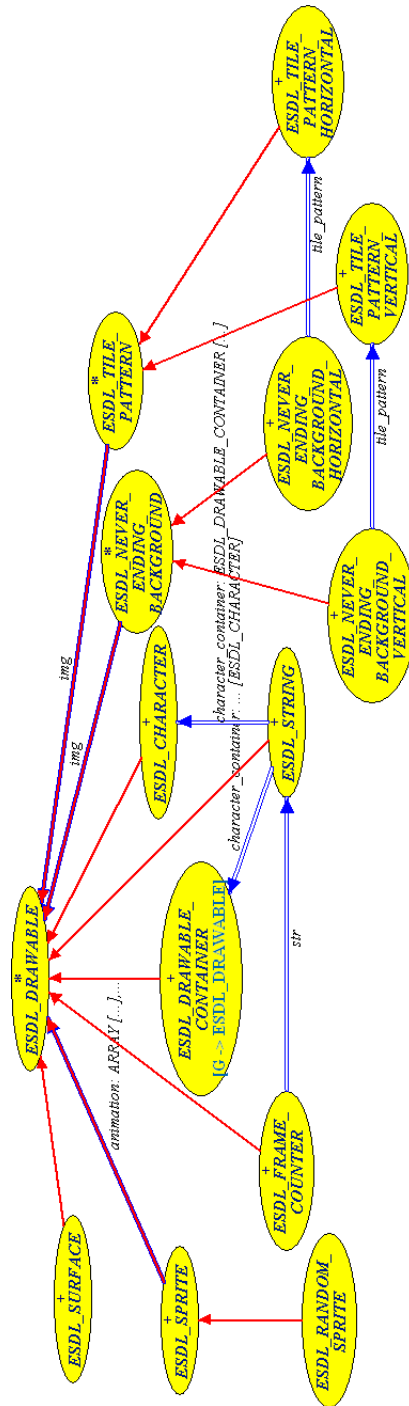 *
ESDL_DRAWABLE
+
ESDL_SURFACE
+
ESDL_SPRITE
ESDL_RANDOM_
SPRITE
animation: ARRAY [...],...
+
ESDL_FRAME_
COUNTER
str
+
ESDL_DRAWABLE_
CONTAINER
[G -> ESDL_DRAWABLE]
+
ESDL_CHARACTER
+
ESDL_STRING
character_container: ESDL_DRAWABLE_CONTAINER [...]
character_container: ... [ESDL_CHARACTER]
img
img
*
ESDL_NEVER_
ENDING_
BACKGROUND
*
ESDL_TILE_
PATTERN
+
ESDL_NEVER_
ENDING_
BACKGROUND_
HORIZONTAL
tile_pattern
+
ESDL_TILE_
PATTERN_
HORIZONTAL
+
ESDL_NEVER_
ENDING_
BACKGROUND_
VERTICAL
tile_pattern
+
ESDL_TILE_
PATTERN_
VERTICAL